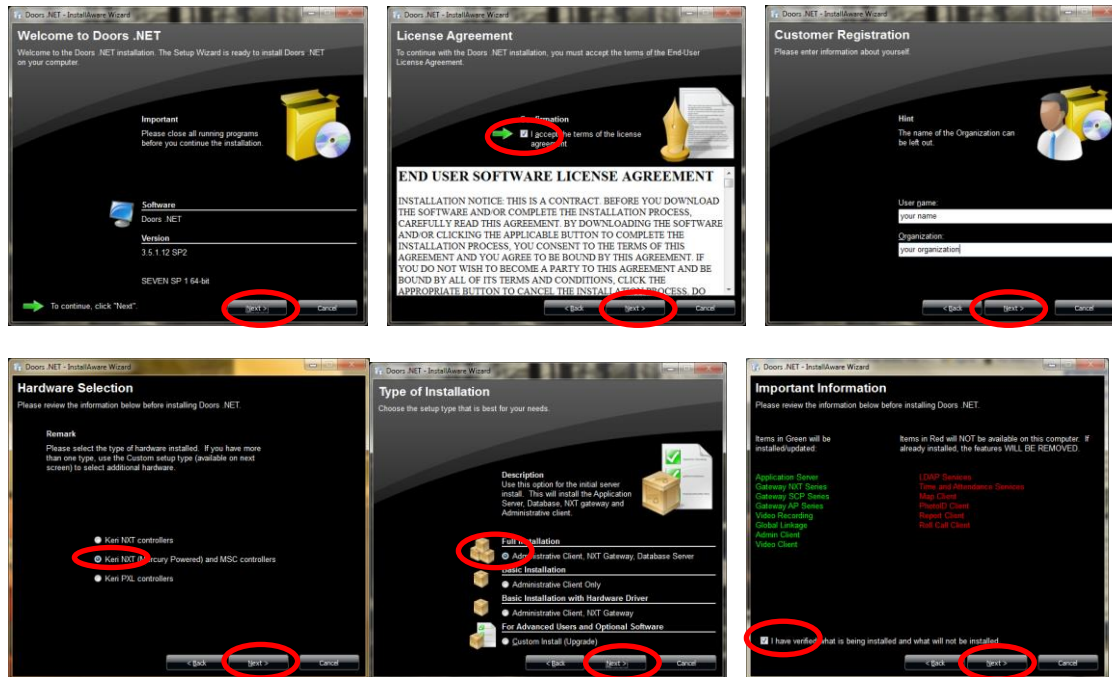 Doors .NET - InstallAware Wizard
Welcome to Doors .NET
Welcome to the Doors .NET installation. The Setup Wizard is ready to install Doors .NET
on your computer.
Important
Please close all running programs
before you continue the installation.
Software
Doors .NET
Version
3.5.1.12 SP2
SEVEN SP 1 64-bit
To continue, click "Next".
Next >
Cancel
Doors .NET - InstallAware Wizard
License Agreement
To continue with the Doors .NET installation, you must accept the terms of the End-User
License Agreement.
Confirmation
I accept the terms of the license
agreement
END USER SOFTWARE LICENSE AGREEMENT
INSTALLATION NOTICE: THIS IS A CONTRACT. BEFORE YOU DOWNLOAD
THE SOFTWARE AND/OR COMPLETE THE INSTALLATION PROCESS,
CAREFULLY READ THIS AGREEMENT. BY DOWNLOADING THE SOFTWARE
AND/OR CLICKING THE APPLICABLE BUTTON TO COMPLETE THE
INSTALLATION PROCESS, YOU CONSENT TO THE TERMS OF THIS
AGREEMENT AND YOU AGREE TO BE BOUND BY THIS AGREEMENT. IF
YOU DO NOT WISH TO BECOME A PARTY TO THIS AGREEMENT AND BE
BOUND BY ALL OF ITS TERMS AND CONDITIONS, CLICK THE
APPROPRIATE BUTTON TO CANCEL THE INSTALLATION PROCESS. DO
< Back
Next >
Cancel
Doors .NET - InstallAware Wizard
Customer Registration
Please enter information about yourself.
Hint
The name of the Organization can
be left out.
User name:
your name
Organization:
your organization
< Back
Next >
Cancel
Doors .NET - InstallAware Wizard
Hardware Selection
Please review the information below before installing Doors .NET.
Remark
Please select the type of hardware installed. If you have more
than one type, use the Custom setup type (available on next
screen) to select additional hardware.
Keri NXT controllers
Keri NXT (Mercury Powered) and MSC controllers
Keri PXL controllers
< Back
Next >
Cancel
Doors .NET - InstallAware Wizard
Type of Installation
Choose the setup type that is best for your needs.
Description
Use this option for the initial server
install. This will install the Application
Server, Database, NXT gateway and
Administrative client.
Full Installation
Administrative Client, NXT Gateway, Database Server
Basic Installation
Administrative Client Only
Basic Installation with Hardware Driver
Administrative Client, NXT Gateway
For Advanced Users and Optional Software
Custom Install (Upgrade)
< Back
Next >
Cancel
Doors .NET - InstallAware Wizard
Important Information
Please review the information below before installing Doors .NET.
Items in Green will be
installed/updated:
Items in Red will NOT be available on this computer. If
already installed, the features WILL BE REMOVED.
Application Server
Gateway NXT Series
Gateway SCP Series
Gateway AP Series
Video Recording
Global Linkage
Admin Client
Video Client
LDAP Services
Time and Attendance Services
Map Client
PhotoID Client
Report Client
Roll Call Client
I have verified what is being installed and what will not be installed.
< Back
Next >
Cancel